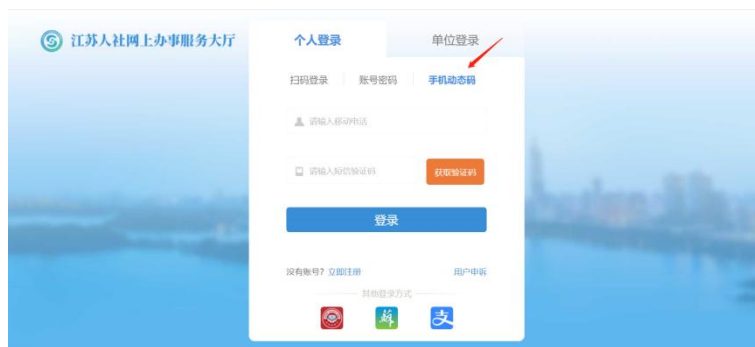 江苏人社网上办事服务大厅
个人登录 单位登录
扫码登录 账号密码 手机动态码
请输入移动电话
请输入短信验证码 获取验证码
登录
没有账号? 立即注册 用户申诉
其他登录方式
蘇 支